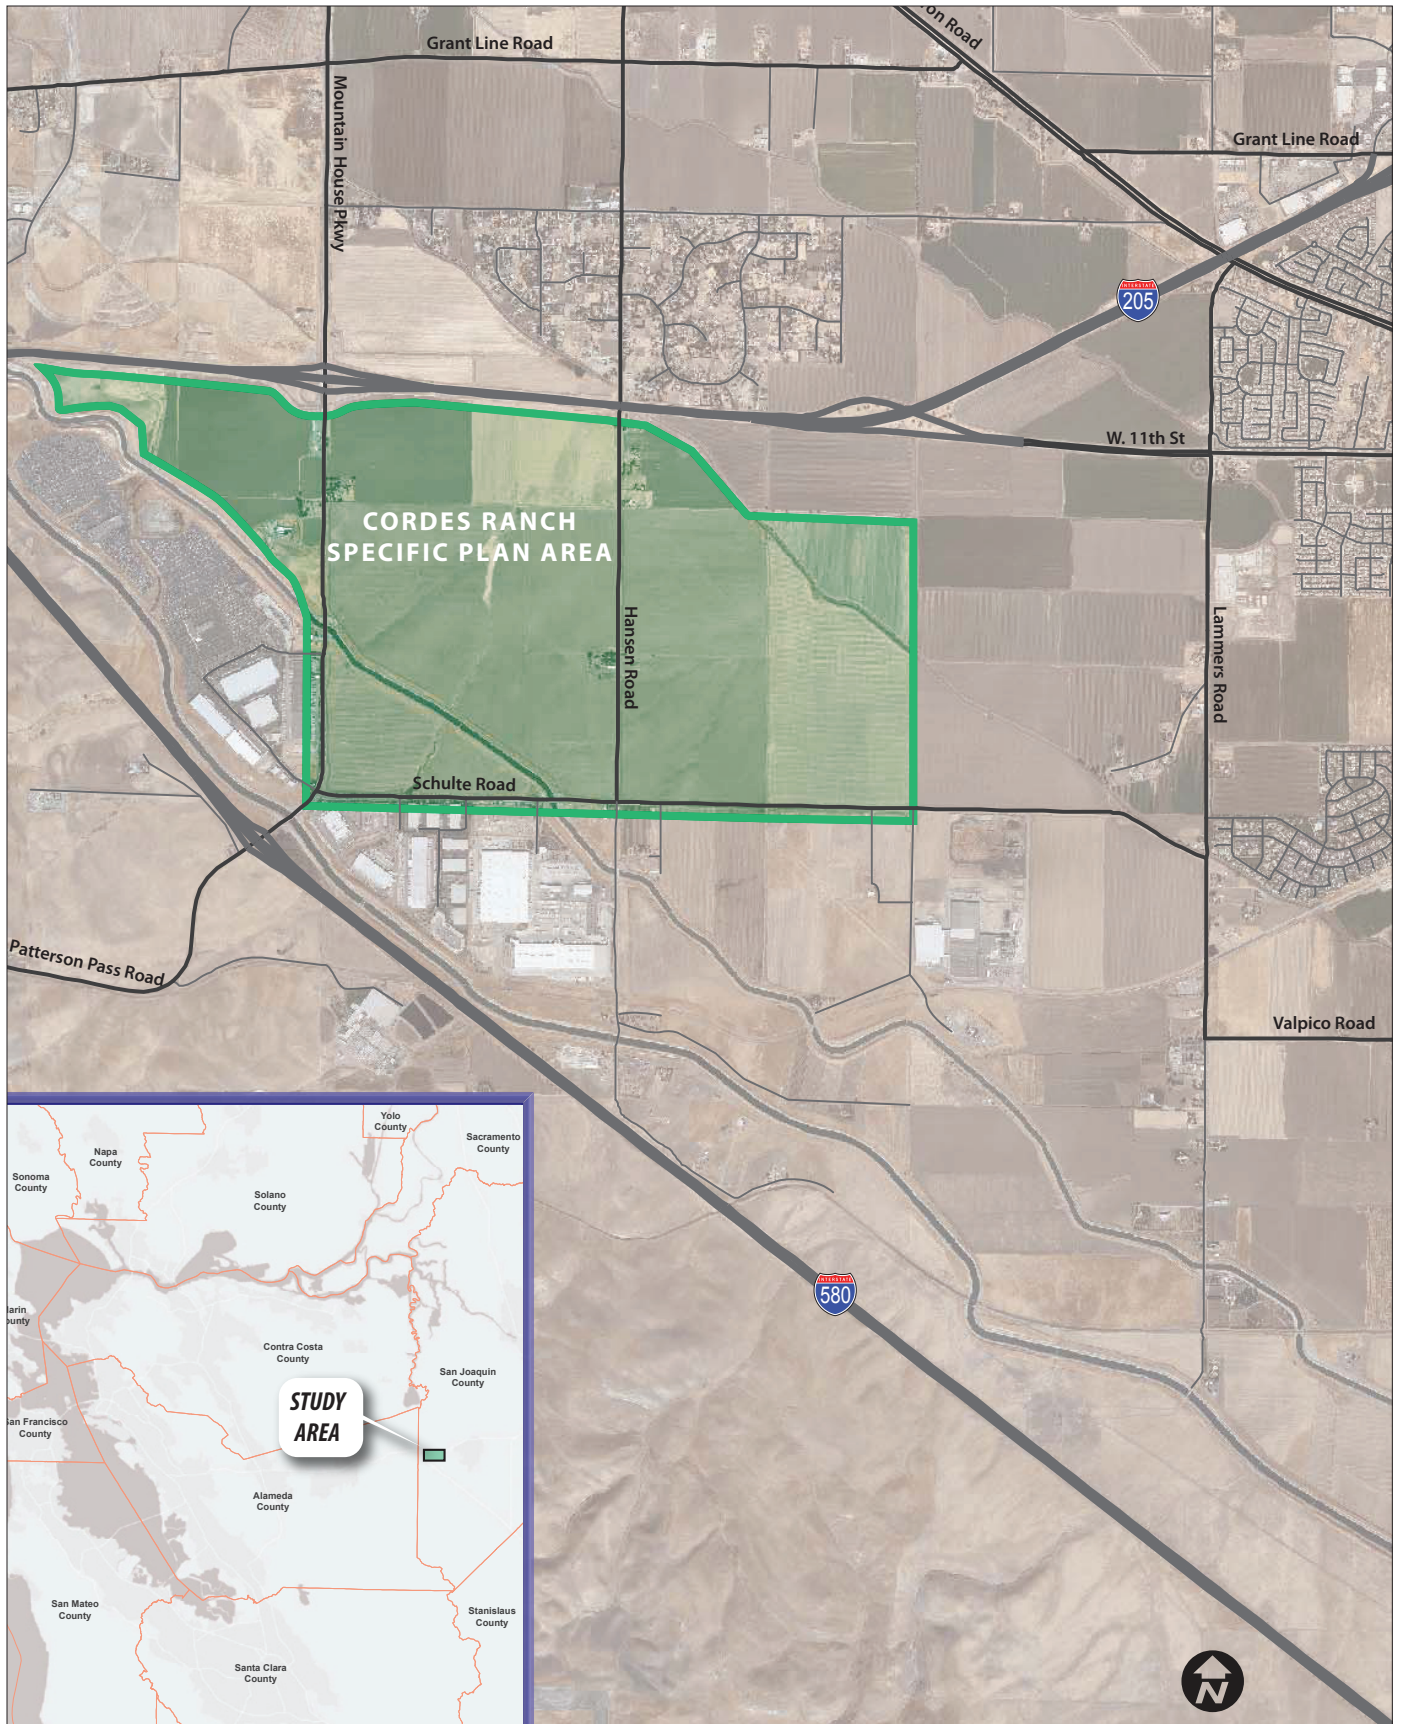 Grant Line Road
on Road
Mountain House Pkwy
Grant Line Road
INTERSTATE
205
W. 11th St
CORDES RANCH
SPECIFIC PLAN AREA
Hansen Road
Lammers Road
Schulte Road
Patterson Pass Road
Valpico Road
INTERSTATE
580
Yolo
County
Sacramento
County
Napa
County
Sonoma
County
Solano
County
arin
ounty
Contra Costa
County
San Joaquin
County
STUDY
AREA
San Francisco
County
Alameda
County
San Mateo
County
Stanislaus
County
Santa Clara
County
N